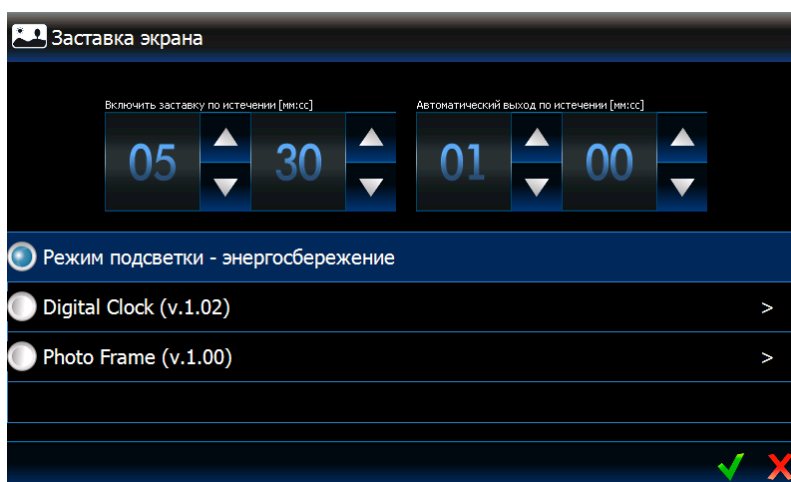 Заставка экрана
Включить заставку по истечении [мм:сс]
Автоматический выход по истечении [мм:сс]
05 30 01 00
Режим подсветки - энергосбережение
Digital Clock (v.1.02) >
Photo Frame (v.1.00) >